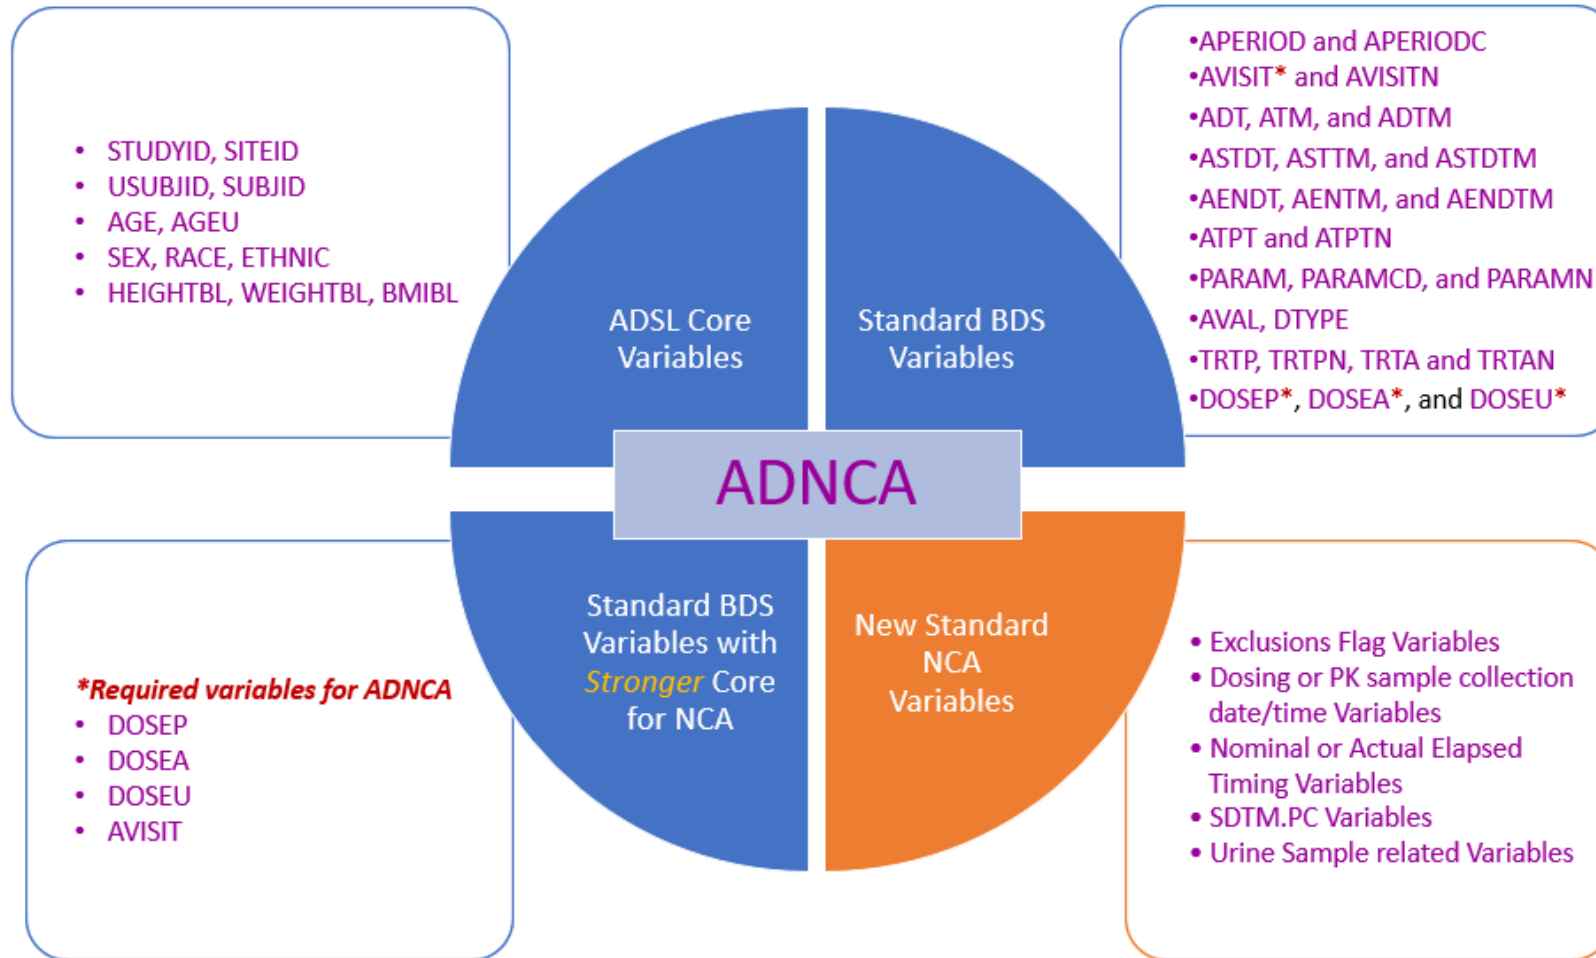 • STUDYID, SITEID
• USUBJID, SUBJID
• AGE, AGEU
• SEX, RACE, ETHNIC
• HEIGHTBL, WEIGHTBL, BMIBL
•APERIOD and APERIODC
•AVISIT* and AVISITN
•ADT, ATM, and ADTM
•ASTDT, ASTTM, and ASTDTM
•AENDT, AENTM, and AENDTM
•ATPT and ATPTN
•PARAM, PARAMCD, and PARAMN
•AVAL, DTYPE
•TRTP, TRTPN, TRTA and TRTAN
•DOSEP*, DOSEA*, and DOSEU*
ADSL Core
Variables
Standard BDS
Variables
ADNCA
Standard BDS
Variables with
Stronger Core
for NCA
New Standard
NCA
Variables
*Required variables for ADNCA
• DOSEP
• DOSEA
• DOSEU
• AVISIT
• Exclusions Flag Variables
• Dosing or PK sample collection
date/time Variables
• Nominal or Actual Elapsed
Timing Variables
• SDTM.PC Variables
• Urine Sample related Variables